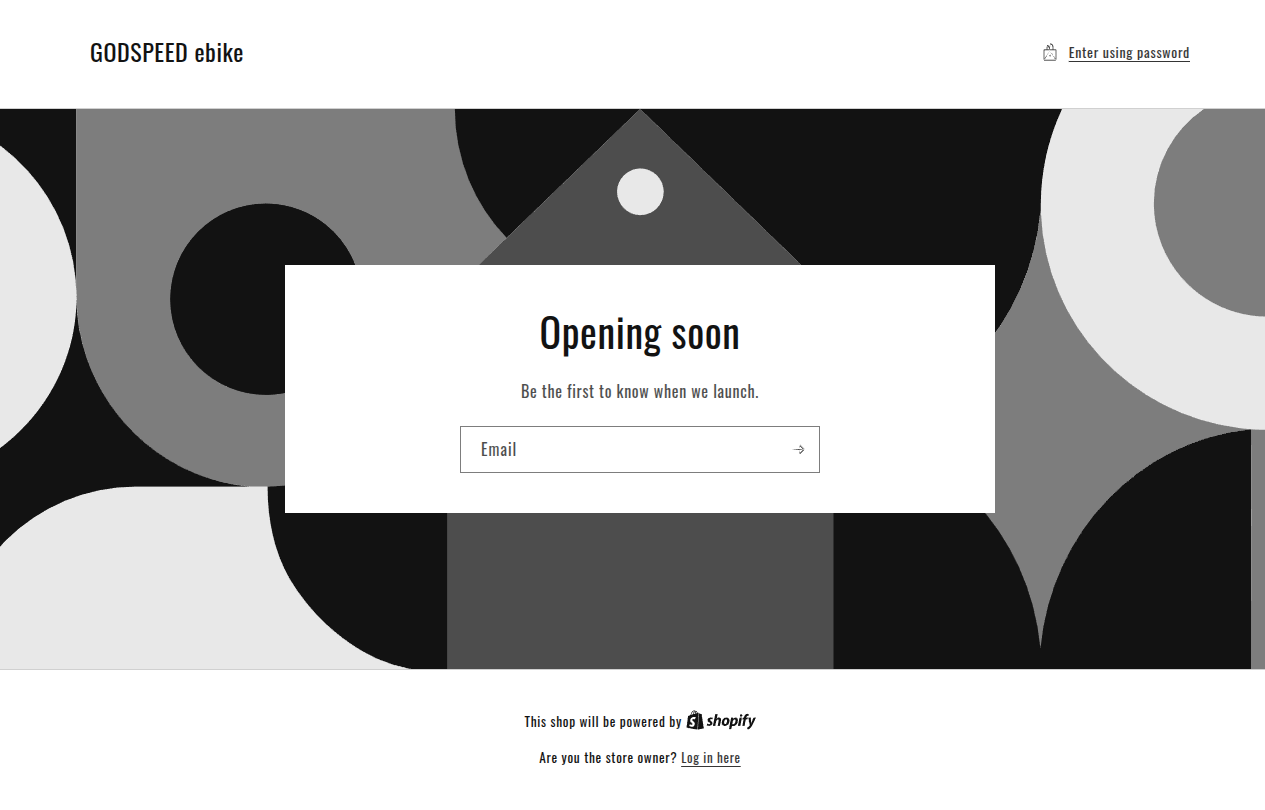 GODSPEED ebike
Enter using password
Opening soon
Be the first to know when we launch.
Email
This shop will be powered by shopify
Are you the store owner? Log in here